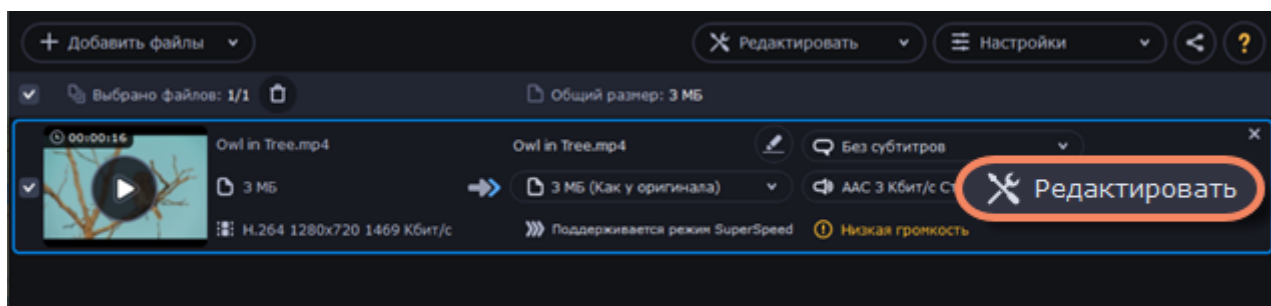 Добавить файлы
Редактировать
Настройки
?
Выбрано файлов: 1/1
Общий размер: 3 МБ
00:00:16
Owl in Tree.mp4
Owl in Tree.mp4
Без субтитров
3 МБ
3 МБ (Как у оригинала)
AAC 3 Кбит/с
Редактировать
H.264 1280x720 1469 Кбит/с
Поддерживается режим SuperSpeed
Низкая громкость